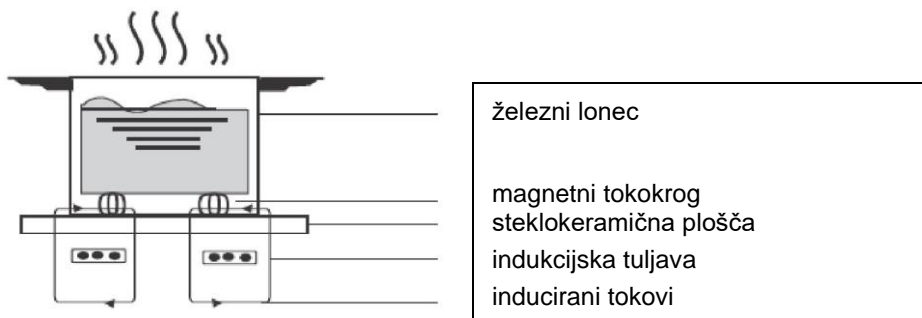 železni lonec
magnetni tokokrog
steklokeramična plošča
indukcijska tuljava
inducirani tokovi